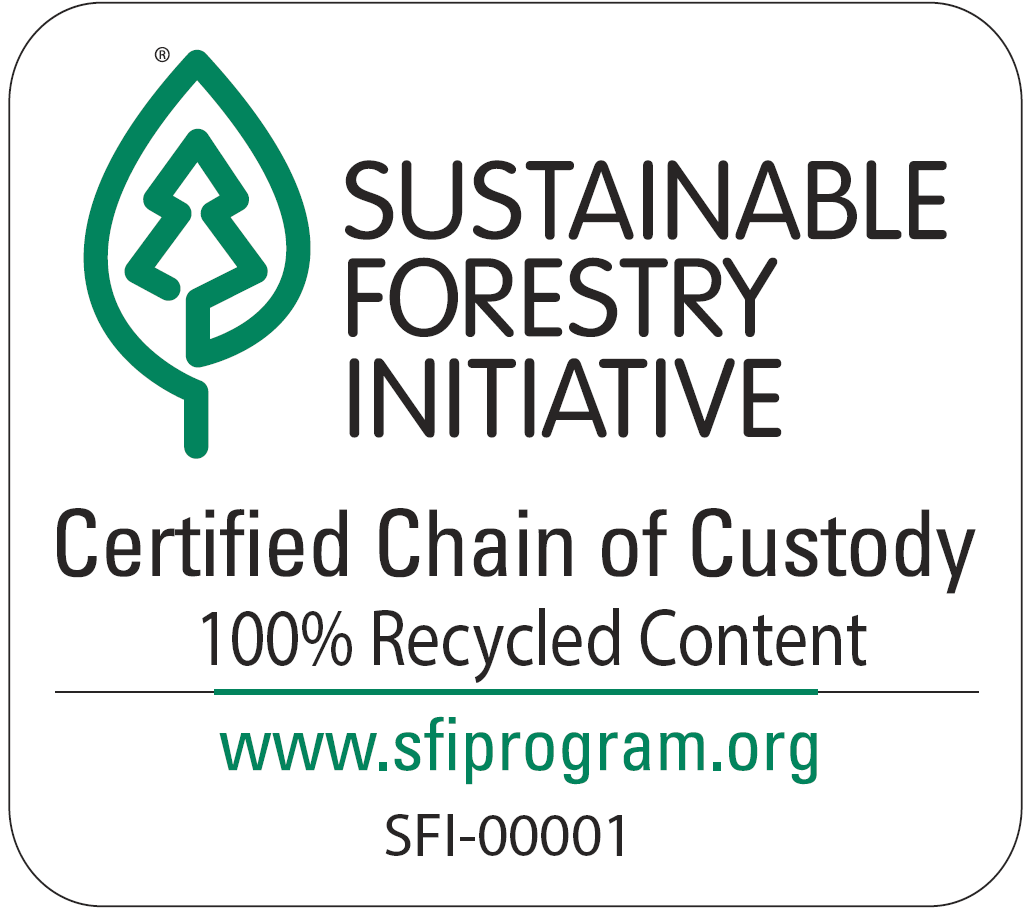 ®
SUSTAINABLE
FORESTRY
INITIATIVE
Certified Chain of Custody
100% Recycled Content
www.sfiprogram.org
SFI-00001